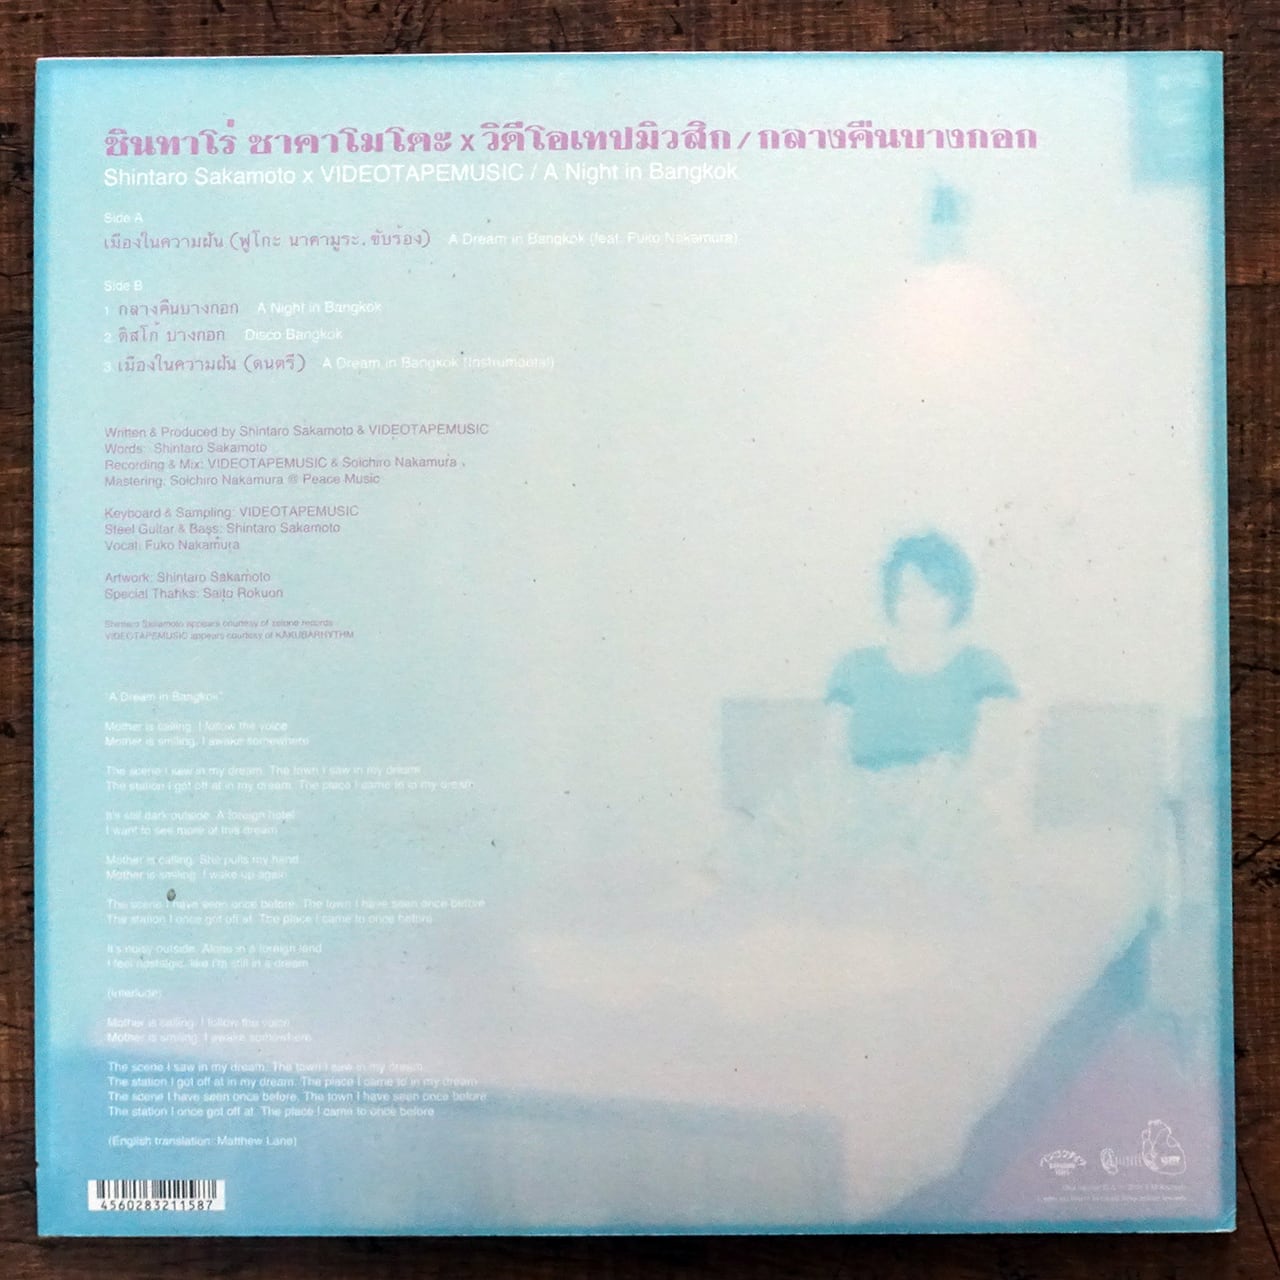 ชินทาโร่ ซาคาโมโตะ x วิดีโอเทปมิวสิก / กลางคืนบางกอก
Shintaro Sakamoto x VIDEOTAPEMUSIC / A Night in Bangkok
Side A
เมืองในความฝัน (ฟูโกะ นาคามูระ, ขับร้อง) A Dream in Bangkok (feat. Fuko Nakamura)
Side B
1 กลางคืนบางกอก A Night in Bangkok
2 ดิสโก้ บางกอก Disco Bangkok
3 เมืองในความฝัน (ดนตรี) A Dream in Bangkok (Instrumental)
Written & Produced by Shintaro Sakamoto & VIDEOTAPEMUSIC
Words: Shintaro Sakamoto
Recording & Mix: VIDEOTAPEMUSIC & Soichiro Nakamura
Mastering: Soichiro Nakamura @ Peace Music
Keyboard & Sampling: VIDEOTAPEMUSIC
Steel Guitar & Bass: Shintaro Sakamoto
Vocal: Fuko Nakamura
Artwork: Shintaro Sakamoto
Special Thanks: Saito Rokuon
Shintaro Sakamoto appears courtesy of zelone records
VIDEOTAPEMUSIC appears courtesy of KAKUBARHYTHM
"A Dream in Bangkok"
Mother is calling. I follow the voice
Mother is smiling. I awake somewhere
The scene I saw in my dream. The town I saw in my dream
The station I got off at in my dream. The place I came to in my dream
It's still dark outside. A foreign hotel
I want to see more of this dream
Mother is calling. She pulls my hand
Mother is smiling. I wake up again
The scene I have seen once before. The town I have seen once before
The station I once got off at. The place I came to once before
It's noisy outside. Alone in a foreign land
I feel nostalgic, like I'm still in a dream
(Interlude)
Mother is calling. I follow the voice
Mother is smiling. I awake somewhere
The scene I saw in my dream. The town I saw in my dream
The station I got off at in my dream. The place I came to in my dream
The scene I have seen once before. The town I have seen once before
The station I once got off at. The place I came to once before
(English translation: Matthew Lane)
4560283211587